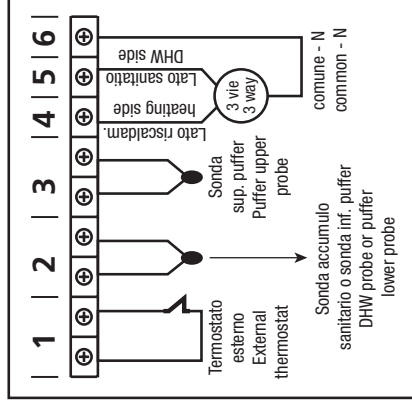 1
2
3
4
5
6
Termostato
esterno
External
thermostat
Sonda accumulo
sanitario o sonda inf. puffer
DHW probe or puffer
lower probe
Sonda
sup. puffer
Puffer upper
probe
Lato riscaldam.
heating side
Lato sanitatio
DHW side
3 vie
3 way
comune - N
common - N